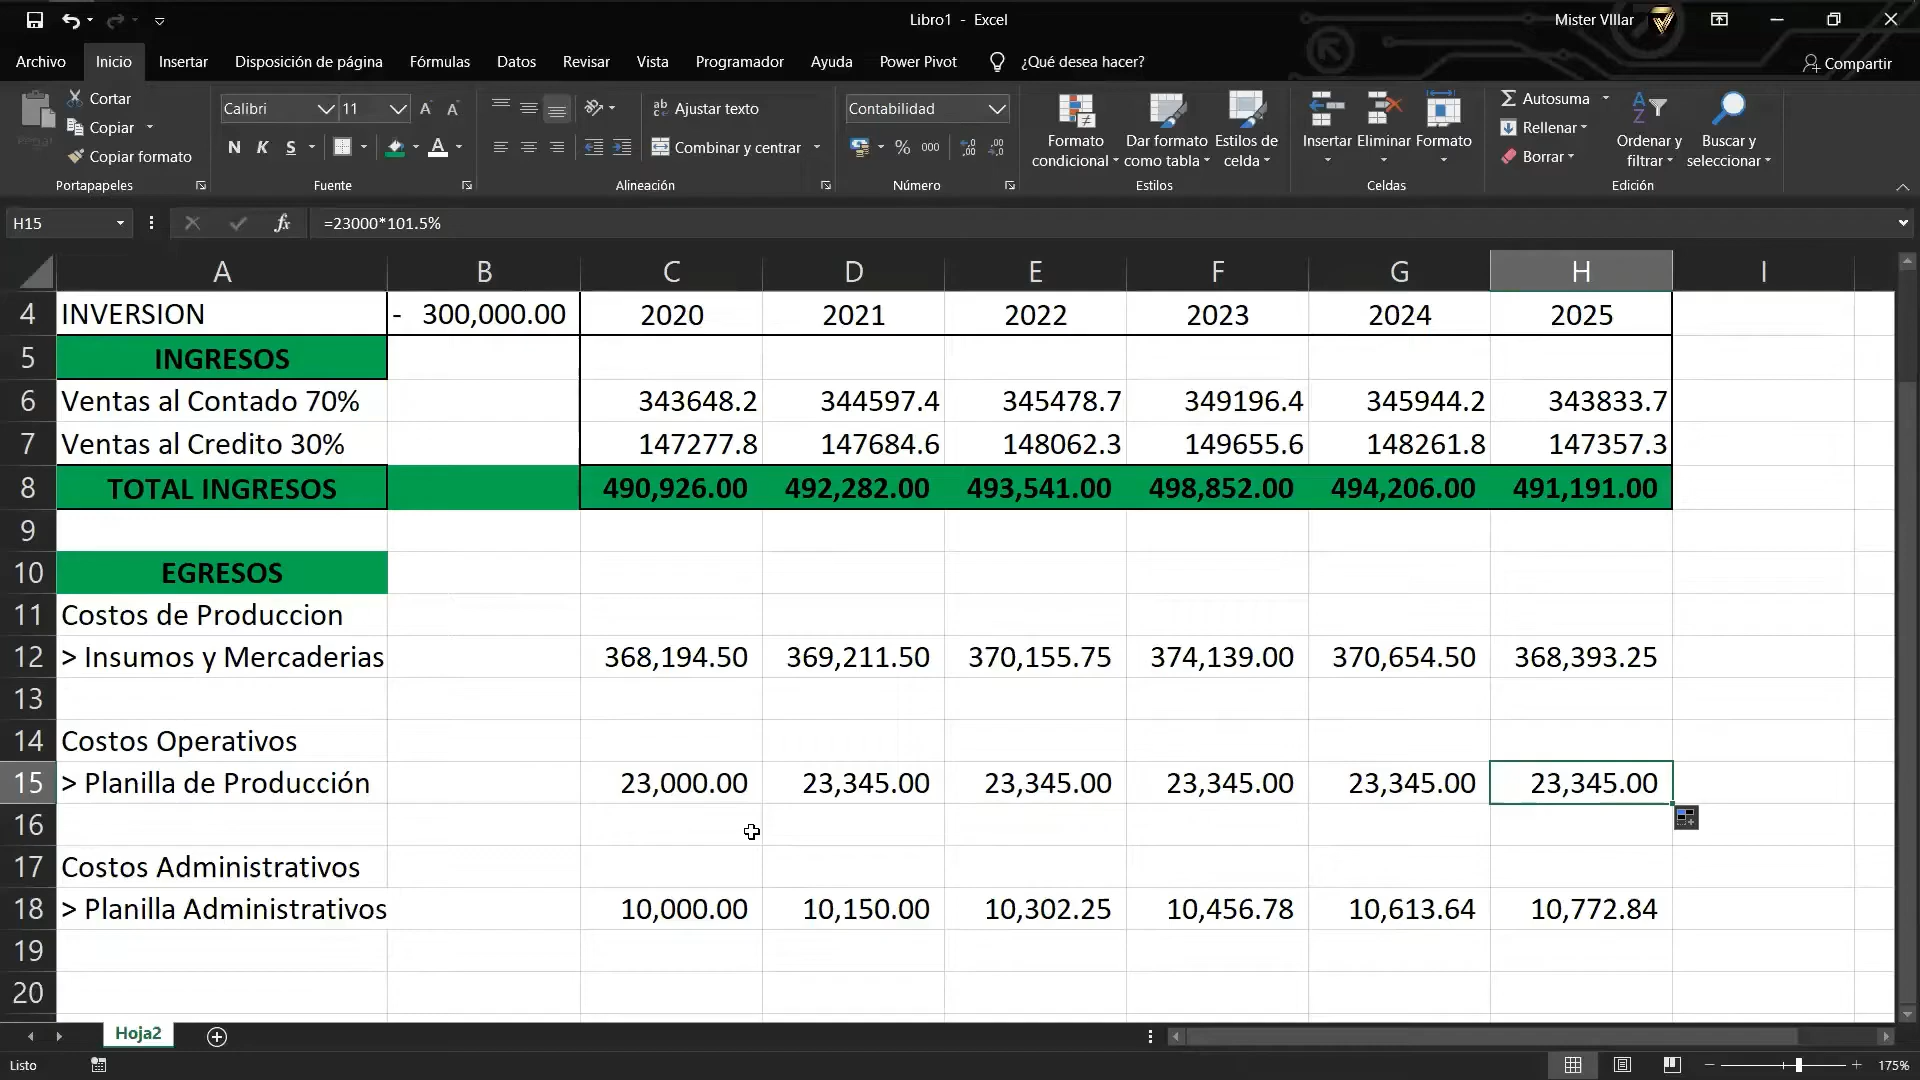 Libro1 - Excel
Mister VIllar
Archivo Inicio Insertar Disposición de página Fórmulas Datos Revisar Vista Programador Ayuda Power Pivot ¿Qué desea hacer? Compartir
Cortar
Copiar
Copiar formato
Portapapeles
Calibri 11
N K S A
Fuente
Ajustar texto
Combinar y centrar
Alineación
Contabilidad
% 000
Número
Formato condicional
Dar formato como tabla
Estilos de celda
Estilos
Insertar Eliminar Formato
Celdas
Autosuma
Rellenar
Borrar
Ordenar y filtrar
Buscar y seleccionar
Edición
H15 fx =23000*101.5%
A B C D E F G H I
4 INVERSION - 300,000.00 2020 2021 2022 2023 2024 2025
5 INGRESOS
6 Ventas al Contado 70% 343648.2 344597.4 345478.7 349196.4 345944.2 343833.7
7 Ventas al Credito 30% 147277.8 147684.6 148062.3 149655.6 148261.8 147357.3
8 TOTAL INGRESOS 490,926.00 492,282.00 493,541.00 498,852.00 494,206.00 491,191.00
9
10 EGRESOS
11 Costos de Produccion
12 > Insumos y Mercaderias 368,194.50 369,211.50 370,155.75 374,139.00 370,654.50 368,393.25
13
14 Costos Operativos
15 > Planilla de Producción 23,000.00 23,345.00 23,345.00 23,345.00 23,345.00 23,345.00
16
17 Costos Administrativos
18 > Planilla Administrativos 10,000.00 10,150.00 10,302.25 10,456.78 10,613.64 10,772.84
19
20
Hoja2
Listo 175%